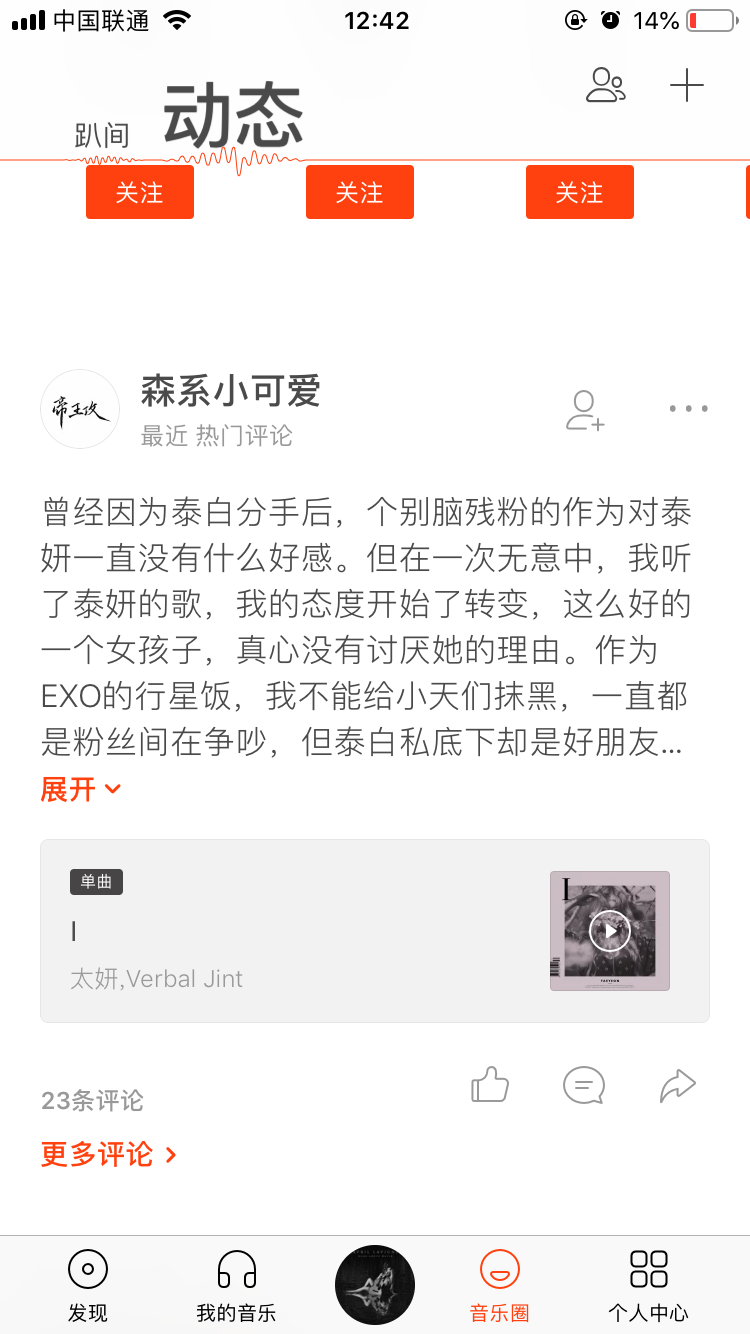 中国联通
12:42
14%
趴间
动态
关注
关注
关注
帝王攻
森系小可爱
最近 热门评论
曾经因为泰白分手后，个别脑残粉的作为对泰
妍一直没有什么好感。但在一次无意中，我听
了泰妍的歌，我的态度开始了转变，这么好的
一个女孩子，真心没有讨厌她的理由。作为
EXO的行星饭，我不能给小天们抹黑，一直都
是粉丝间在争吵，但泰白私底下却是好朋友...
展开
单曲
I
太妍,Verbal Jint
I
TAEYEON
23条评论
更多评论
发现
我的音乐
音乐圈
个人中心